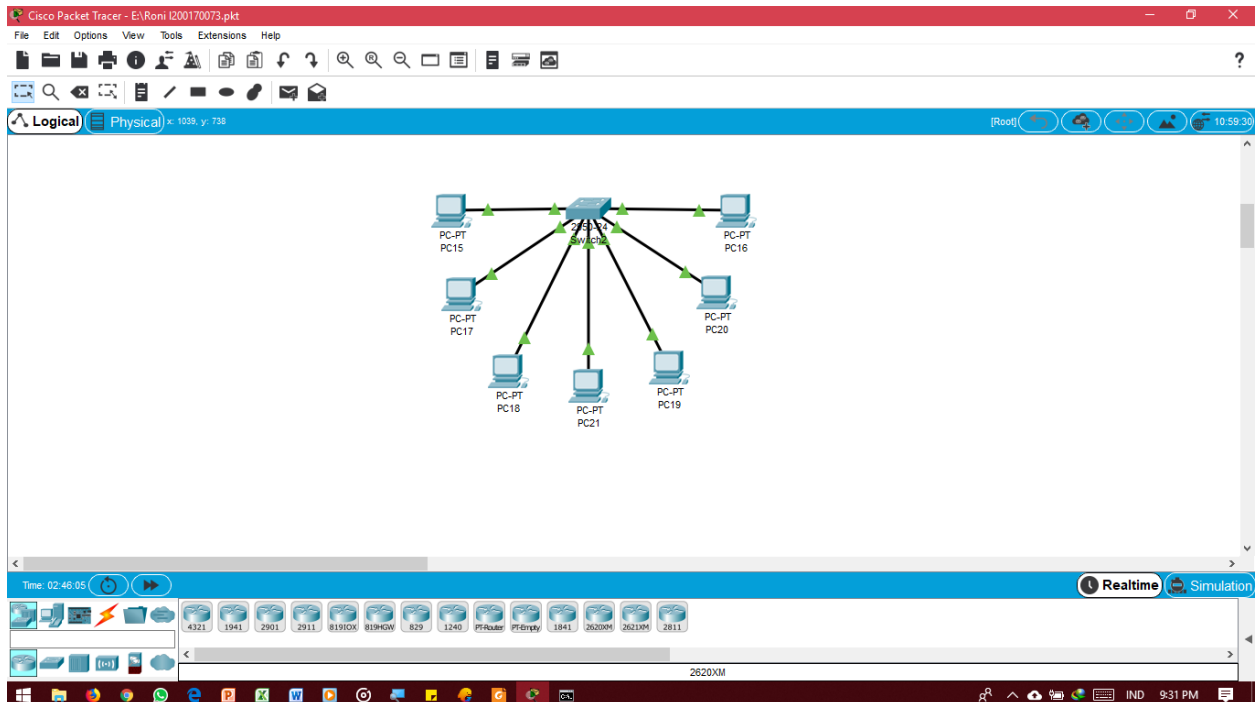 Cisco Packet Tracer - E:\Roni l200170073.pkt
File Edit Options View Tools Extensions Help
?
Logical Physical x: 1039, y: 738 [Root] 10:59:30
PC-PT
PC15
2950-24
Switch2
PC-PT
PC16
PC-PT
PC17
PC-PT
PC20
PC-PT
PC18
PC-PT
PC21
PC-PT
PC19
Time: 02:46:05 Realtime Simulation
4321 1941 2901 2911 819IOX 819HGW 829 1240 PT-Router PT-Empty 1841 2620XM 2621XM 2811
2620XM
IND 9:31 PM